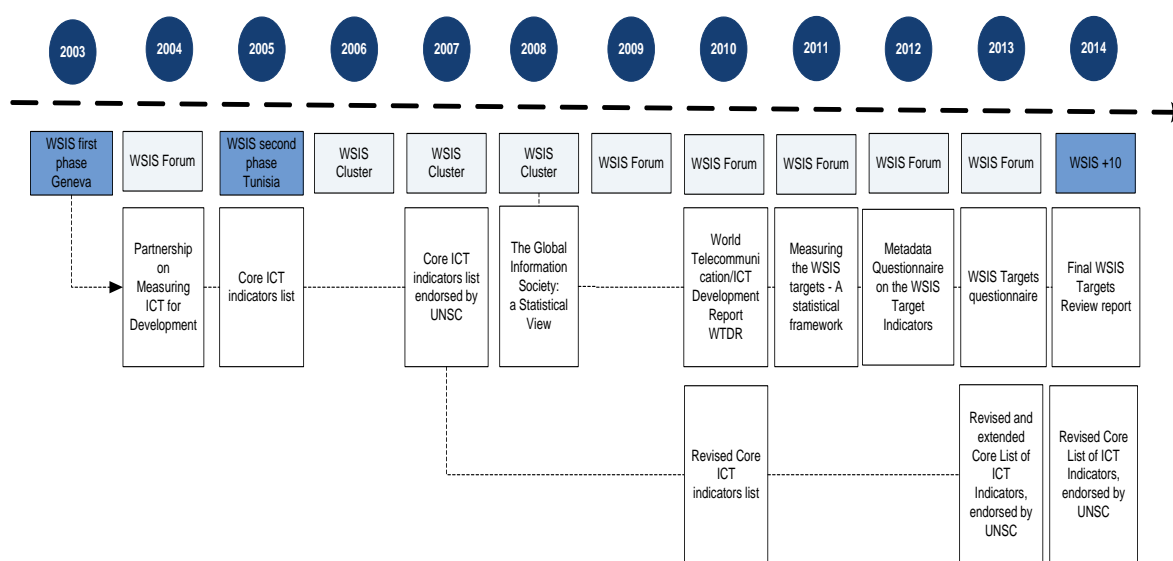 2003
2004
2005
2006
2007
2008
2009
2010
2011
2012
2013
2014
WSIS first
phase
Geneva
WSIS Forum
WSIS second
phase
Tunisia
WSIS
Cluster
WSIS
Cluster
WSIS
Cluster
WSIS Forum
WSIS Forum
WSIS Forum
WSIS Forum
WSIS Forum
WSIS +10
Partnership
on
Measuring
ICT for
Development
Core ICT
indicators list
Core ICT
indicators list
endorsed by
UNSC
The Global
Information
Society:
a Statistical
View
World
Telecommuni
cation/ICT
Development
Report
WTDR
Measuring
the WSIS
targets - A
statistical
framework
Metadata
Questionnaire
on the WSIS
Target
Indicators
WSIS Targets
questionnaire
Final WSIS
Targets
Review report
Revised Core
ICT
indicators list
Revised and
extended
Core List of
ICT
Indicators,
endorsed by
UNSC
Revised Core
List of ICT
Indicators,
endorsed by
UNSC